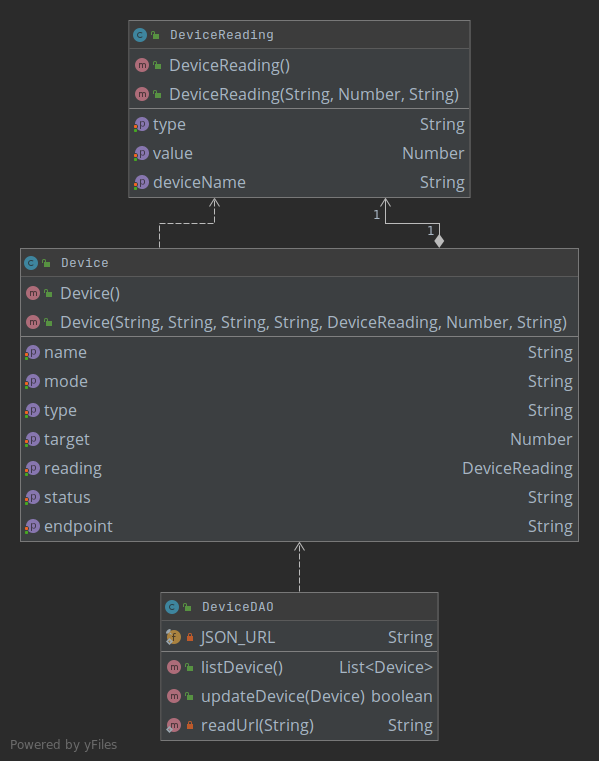 DeviceReading
DeviceReading()
DeviceReading(String, Number, String)
type String
value Number
deviceName String
1
1
Device
Device()
Device(String, String, String, String, DeviceReading, Number, String)
name String
mode String
type String
target Number
reading DeviceReading
status String
endpoint String
DeviceDAO
JSON_URL String
listDevice() List<Device>
updateDevice(Device) boolean
readUrl(String) String
Powered by yFiles